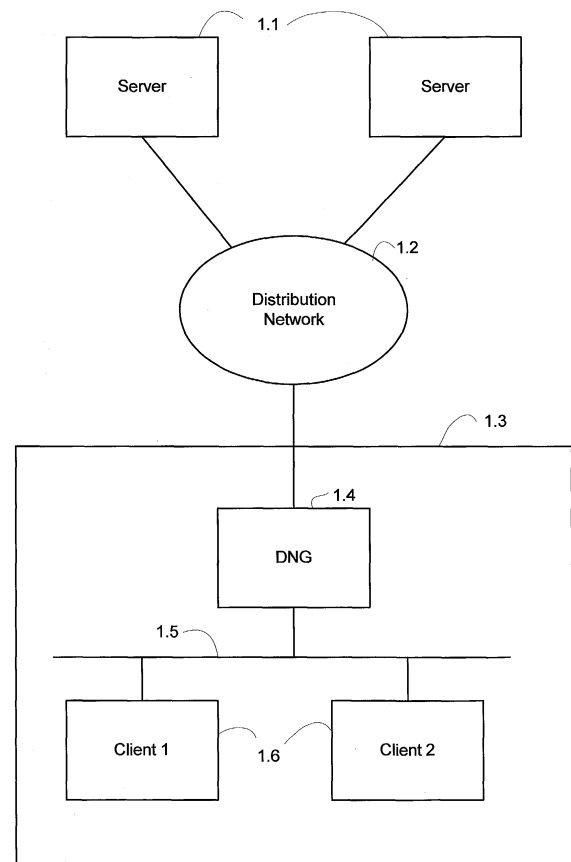 1.1
Server
Server
1.2
Distribution
Network
1.3
1.4
DNG
1.5
Client 1
1.6
Client 2